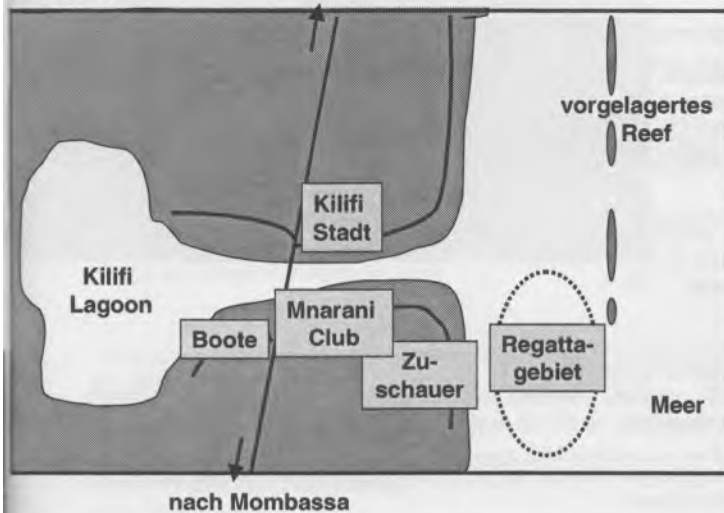 vorgelagertes
Reef
Kilifi
Stadt
Kilifi
Lagoon
Mnarani
Club
Boote
Zu-
schauer
Regatta-
gebiet
Meer
nach Mombassa